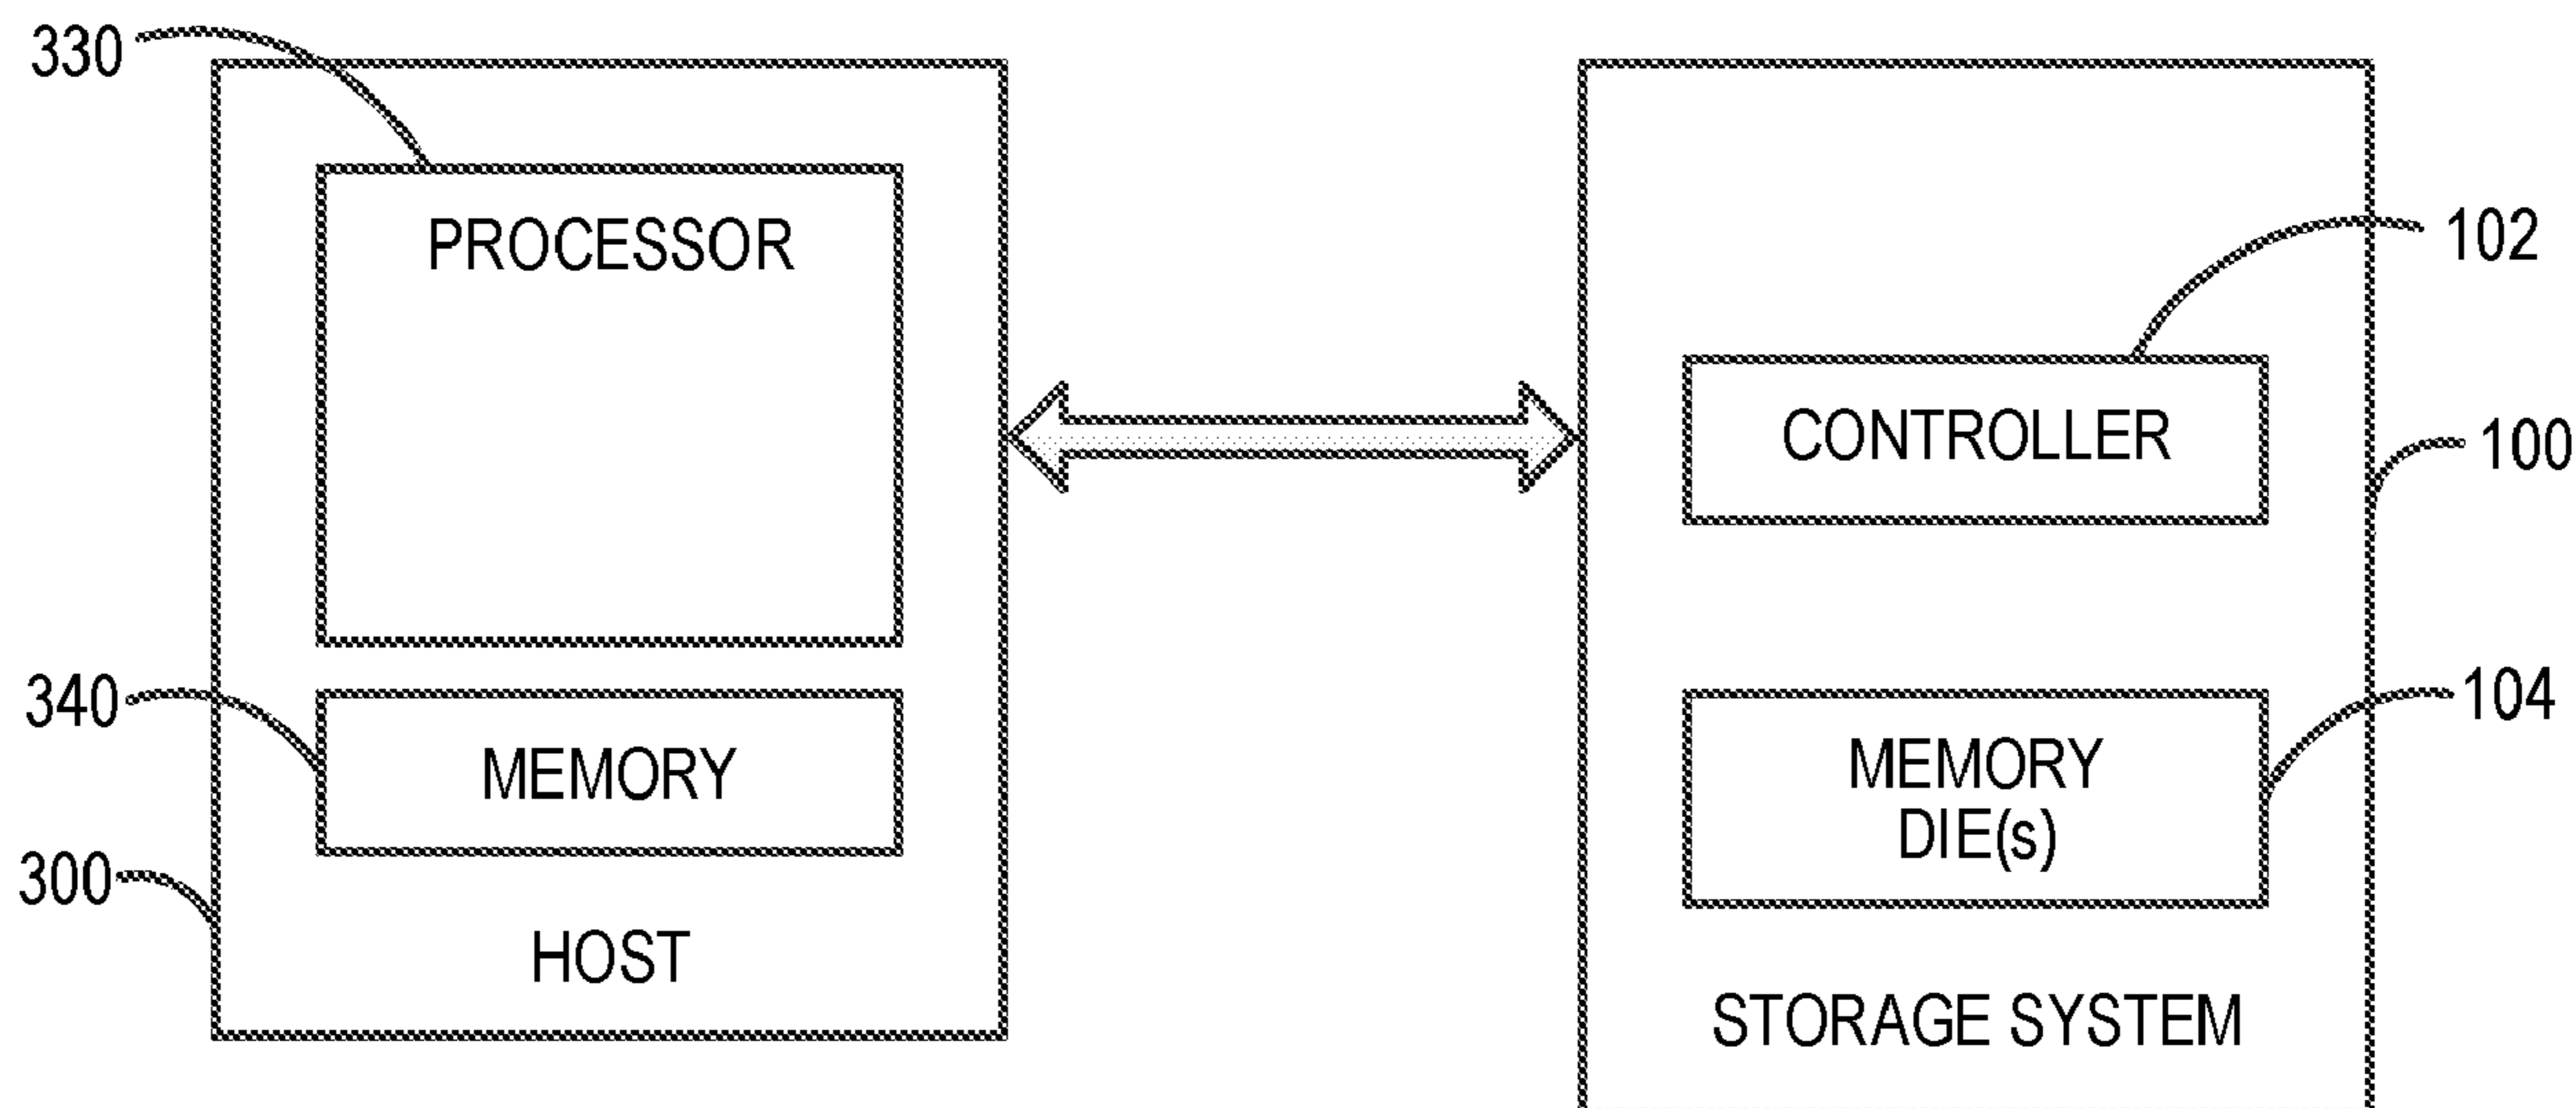 330
PROCESSOR
340
MEMORY
300
HOST
102
CONTROLLER
100
104
MEMORY
DIE(s)
STORAGE SYSTEM